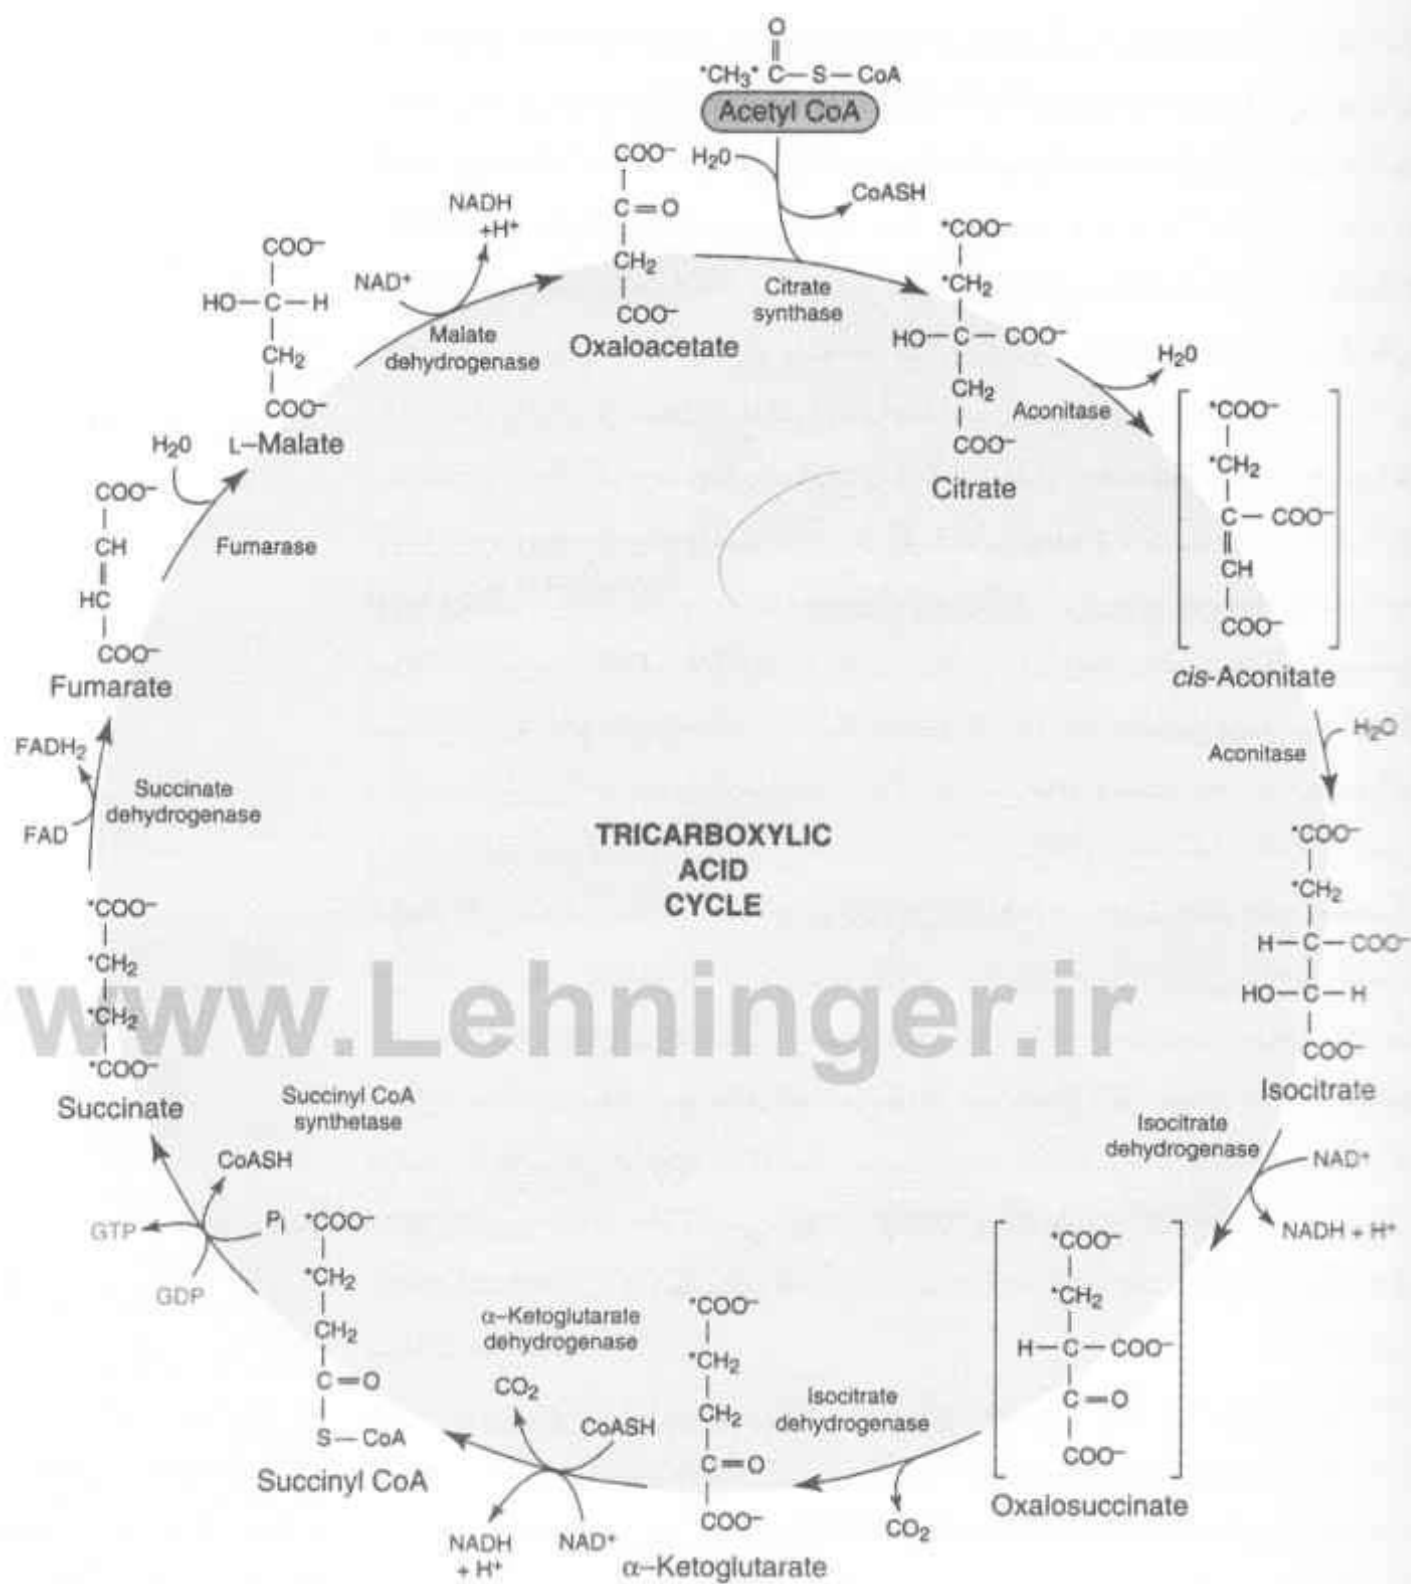 O
||
*CH3* C—S—CoA
Acetyl CoA
H20
CoASH
COO–
C=O
CH2
COO–
Oxaloacetate
Citrate
synthase
*COO–
*CH2
HO—C—COO–
CH2
COO–
Citrate
Aconitase
H20
*COO–
*CH2
C—COO–
CH
COO–
cis-Aconitate
Aconitase
H2O
*COO–
*CH2
H—C—COO–
HO—C—H
COO–
Isocitrate
Isocitrate
dehydrogenase
NAD+
NADH + H+
*COO–
*CH2
H—C—COO–
C=O
COO–
Oxalosuccinate
Isocitrate
dehydrogenase
CO2
*COO–
*CH2
CH2
C=O
COO–
α–Ketoglutarate
α–Ketoglutarate
dehydrogenase
CO2
CoASH
NADH
+ H+
NAD+
*COO–
*CH2
CH2
C=O
S—CoA
Succinyl CoA
Succinyl CoA
synthetase
CoASH
Pi
GTP
GDP
*COO–
*CH2
*CH2
*COO–
Succinate
Succinate
dehydrogenase
FADH2
FAD
COO–
CH
HC
COO–
Fumarate
Fumarase
H20
COO–
HO—C—H
CH2
COO–
L–Malate
Malate
dehydrogenase
NAD+
NADH
+H+
TRICARBOXYLIC
ACID
CYCLE
www.Lehninger.ir